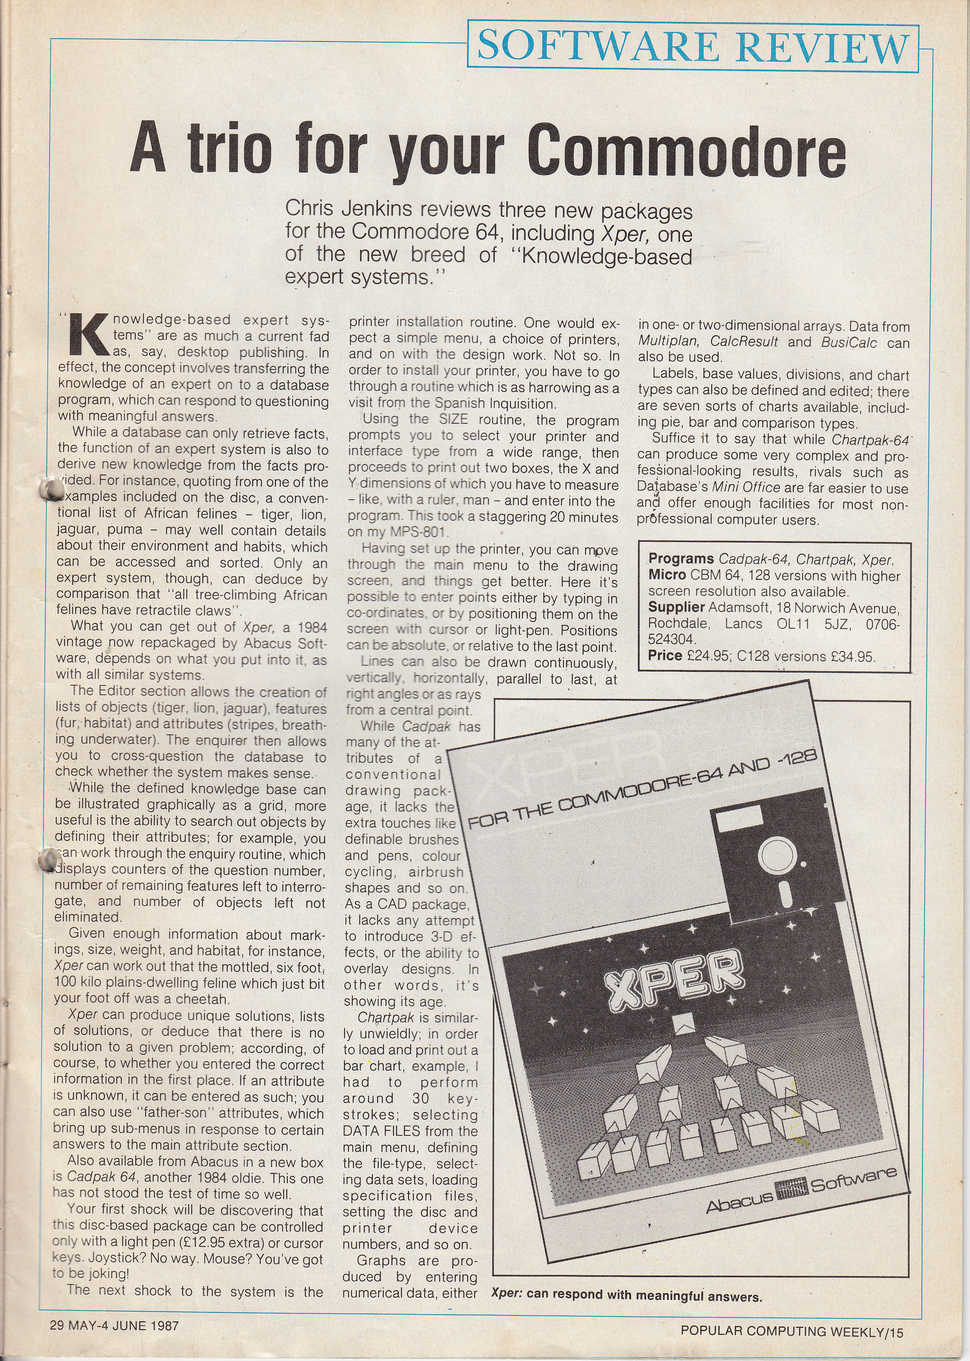 SOFTWARE REVIEW
A trio for your Commodore
Chris Jenkins reviews three new packages
for the Commodore 64, including Xper, one
of the new breed of "Knowledge-based
expert systems."
"Knowledge-based expert sys-
tems" are as much a current fad
as, say, desktop publishing. In
effect, the concept involves transferring the
knowledge of an expert on to a database
program, which can respond to questioning
with meaningful answers.
While a database can only retrieve facts,
the function of an expert system is also to
derive new knowledge from the facts pro-
vided. For instance, quoting from one of the
examples included on the disc, a conven-
tional list of African felines – tiger, lion,
jaguar, puma – may well contain details
about their environment and habits, which
can be accessed and sorted. Only an
expert system, though, can deduce by
comparison that "all tree-climbing African
felines have retractile claws".
What you can get out of Xper, a 1984
vintage now repackaged by Abacus Soft-
ware, depends on what you put into it, as
with all similar systems.
The Editor section allows the creation of
lists of objects (tiger, lion, jaguar), features
(fur, habitat) and attributes (stripes, breath-
ing underwater). The enquirer then allows
you to cross-question the database to
check whether the system makes sense.
While the defined knowledge base can
be illustrated graphically as a grid, more
useful is the ability to search out objects by
defining their attributes; for example, you
can work through the enquiry routine, which
displays counters of the question number,
number of remaining features left to interro-
gate, and number of objects left not
eliminated.
Given enough information about mark-
ings, size, weight, and habitat, for instance,
Xper can work out that the mottled, six foot,
100 kilo plains-dwelling feline which just bit
your foot off was a cheetah.
Xper can produce unique solutions, lists
of solutions, or deduce that there is no
solution to a given problem; according, of
course, to whether you entered the correct
information in the first place. If an attribute
is unknown, it can be entered as such; you
can also use "father-son" attributes, which
bring up sub-menus in response to certain
answers to the main attribute section.
Also available from Abacus in a new box
is Cadpak 64, another 1984 oldie. This one
has not stood the test of time so well.
Your first shock will be discovering that
this disc-based package can be controlled
only with a light pen (£12.95 extra) or cursor
keys. Joystick? No way. Mouse? You've got
to be joking!
The next shock to the system is the
printer installation routine. One would ex-
pect a simple menu, a choice of printers,
and on with the design work. Not so. In
order to install your printer, you have to go
through a routine which is as harrowing as a
visit from the Spanish Inquisition.
Using the SIZE routine, the program
prompts you to select your printer and
interface type from a wide range, then
proceeds to print out two boxes, the X and
Y dimensions of which you have to measure
– like, with a ruler, man – and enter into the
program. This took a staggering 20 minutes
on my MPS-801.
Having set up the printer, you can move
through the main menu to the drawing
screen, and things get better. Here it's
possible to enter points either by typing in
co-ordinates, or by positioning them on the
screen with cursor or light-pen. Positions
can be absolute, or relative to the last point.
Lines can also be drawn continuously,
vertically, horizontally, parallel to last, at
right angles or as rays
from a central point.
While Cadpak has
many of the at-
tributes of a
conventional
drawing pack-
age, it lacks the
extra touches like
definable brushes
and pens, colour
cycling, airbrush
shapes and so on.
As a CAD package,
it lacks any attempt
to introduce 3-D ef-
fects, or the ability to
overlay designs. In
other words, it's
showing its age.
Chartpak is similar-
ly unwieldly; in order
to load and print out a
bar chart, example, I
had to perform
around 30 key-
strokes; selecting
DATA FILES from the
main menu, defining
the file-type, select-
ing data sets, loading
specification files,
setting the disc and
printer device
numbers, and so on.
Graphs are pro-
duced by entering
numerical data, either
in one- or two-dimensional arrays. Data from
Multiplan, CalcResult and BusiCalc can
also be used.
Labels, base values, divisions, and chart
types can also be defined and edited; there
are seven sorts of charts available, includ-
ing pie, bar and comparison types.
Suffice it to say that while Chartpak-64
can produce some very complex and pro-
fessional-looking results, rivals such as
Database's Mini Office are far easier to use
and offer enough facilities for most non-
professional computer users.
Programs Cadpak-64, Chartpak, Xper.
Micro CBM 64, 128 versions with higher
screen resolution also available.
Supplier Adamsoft, 18 Norwich Avenue,
Rochdale, Lancs OL11 5JZ, 0706-
524304.
Price £24.95; C128 versions £34.95.
XPER
FOR THE COMMODORE-64 AND -128
XPER
Abacus Software
Xper: can respond with meaningful answers.
29 MAY-4 JUNE 1987
POPULAR COMPUTING WEEKLY/15